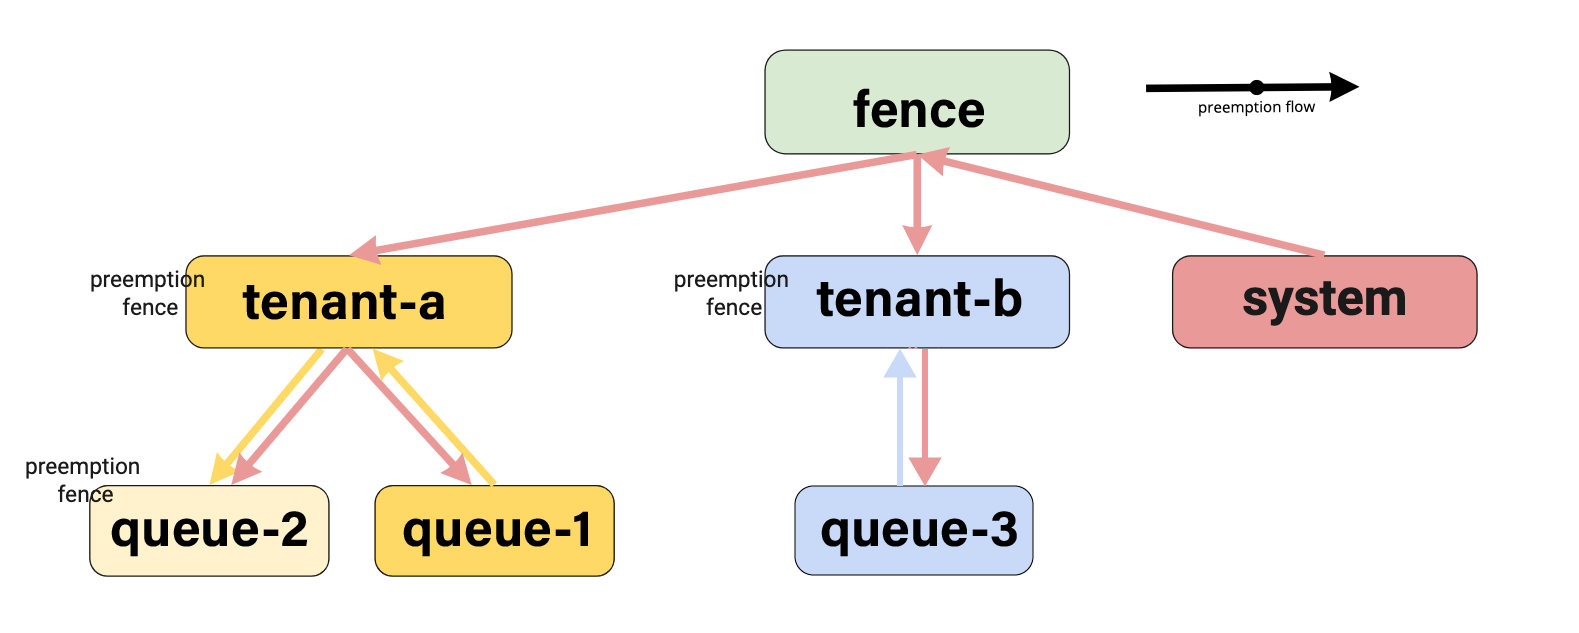 fence
preemption flow
preemption
fence
tenant-a
preemption
fence
tenant-b
system
preemption
fence
queue-2
queue-1
queue-3